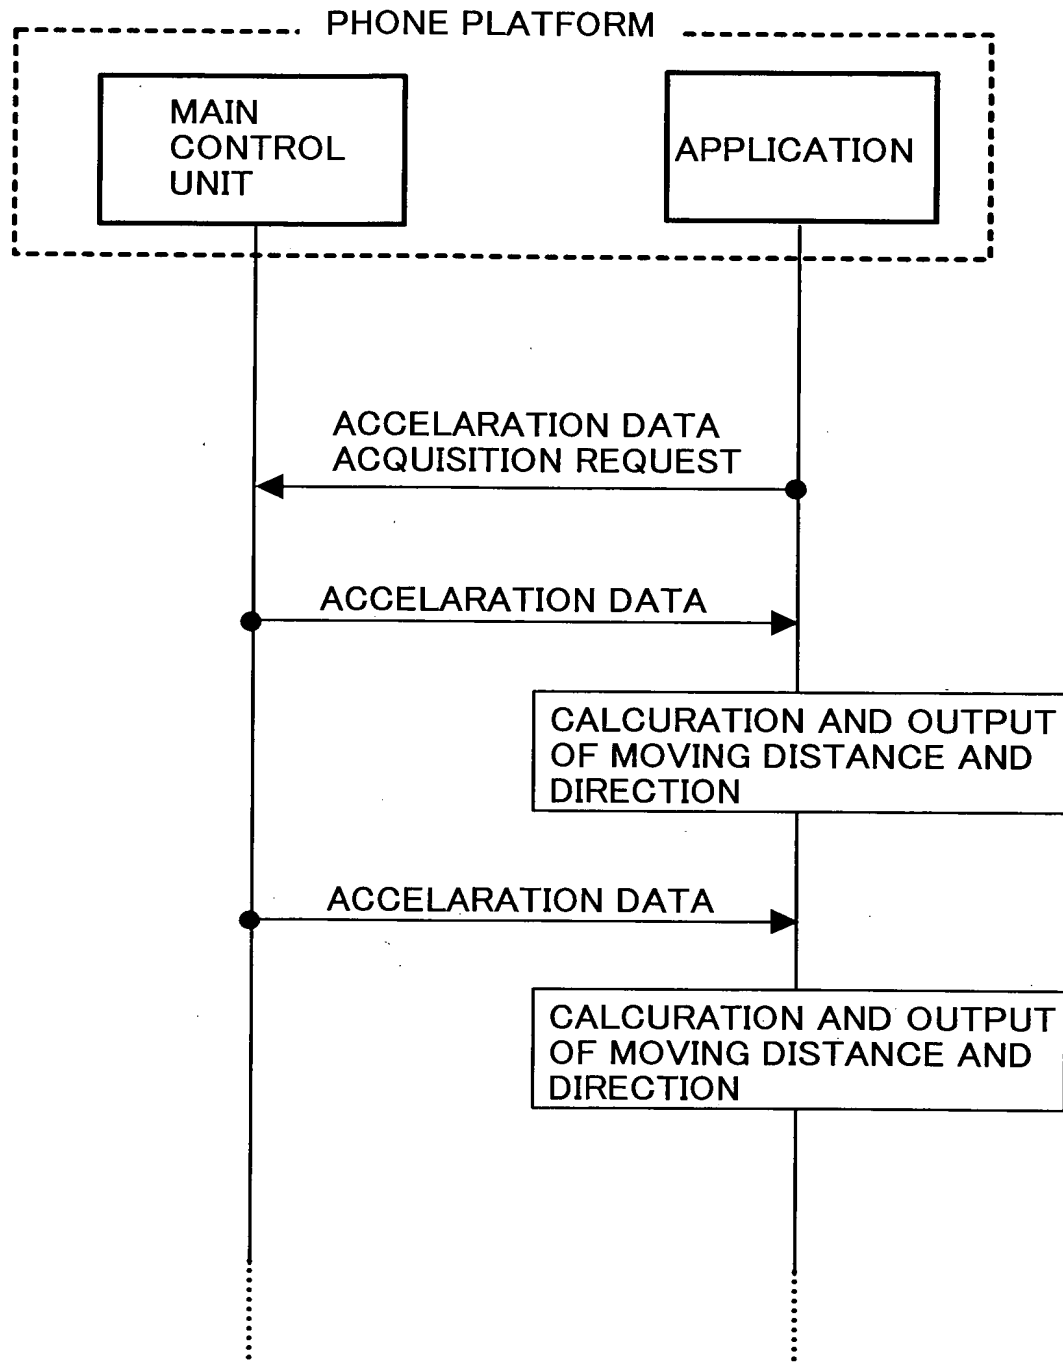 PHONE PLATFORM
MAIN
CONTROL
UNIT
APPLICATION
ACCELARATION DATA
ACQUISITION REQUEST
ACCELARATION DATA
CALCURATION AND OUTPUT
OF MOVING DISTANCE AND
DIRECTION
ACCELARATION DATA
CALCURATION AND OUTPUT
OF MOVING DISTANCE AND
DIRECTION